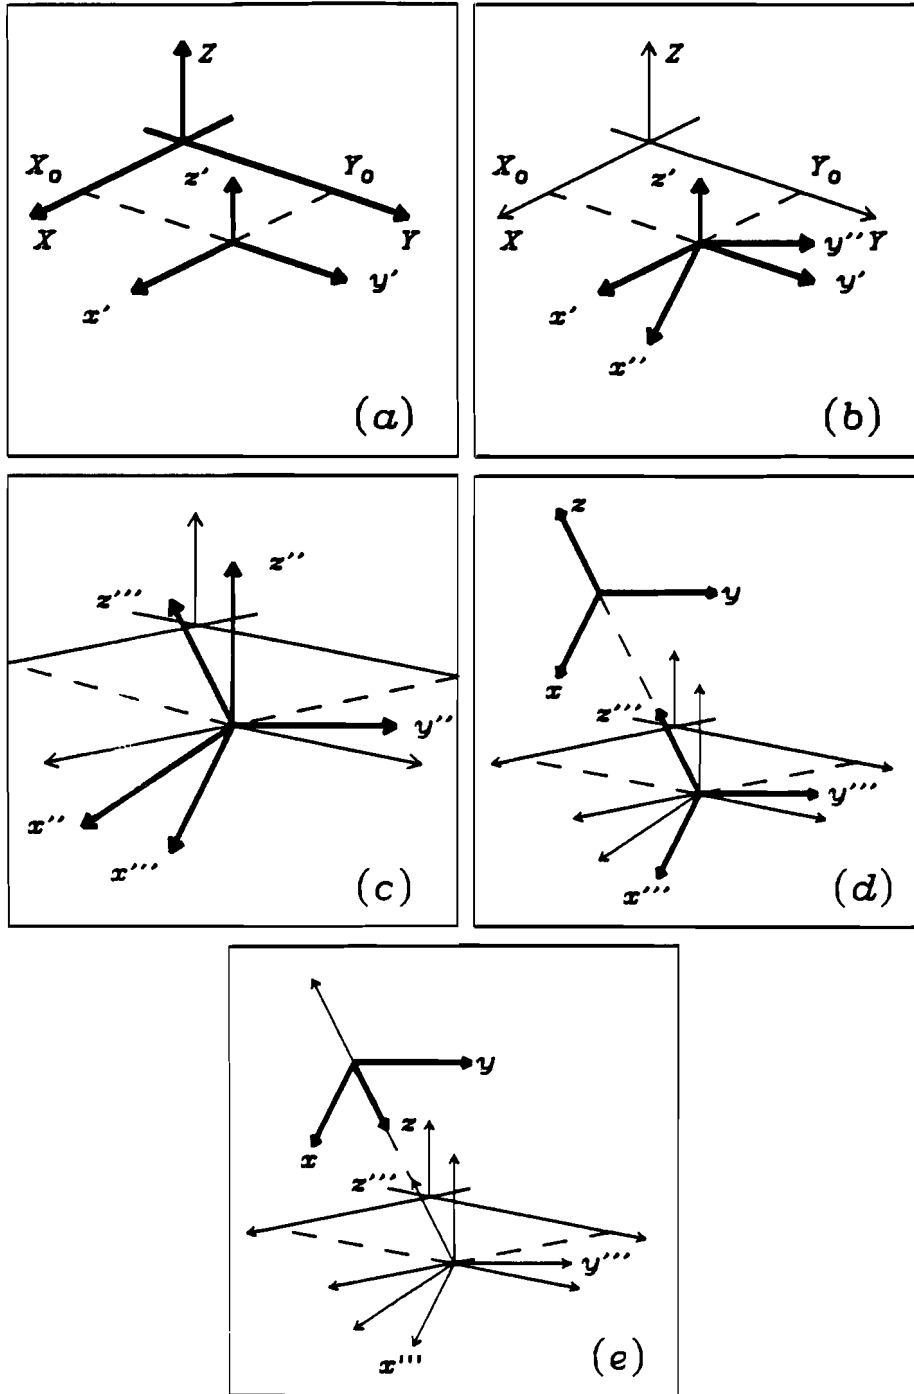 Z
X₀ Y₀
z'
X Y
y'
x'
(a)
Z
X₀ Y₀
z'
X y'' Y
y'
x'
x''
(b)
z''
z'''
y''
x''
x'''
(c)
z
y
x
z'''
y'''
x'''
(d)
y
z
x
z'''
y'''
x'''
(e)